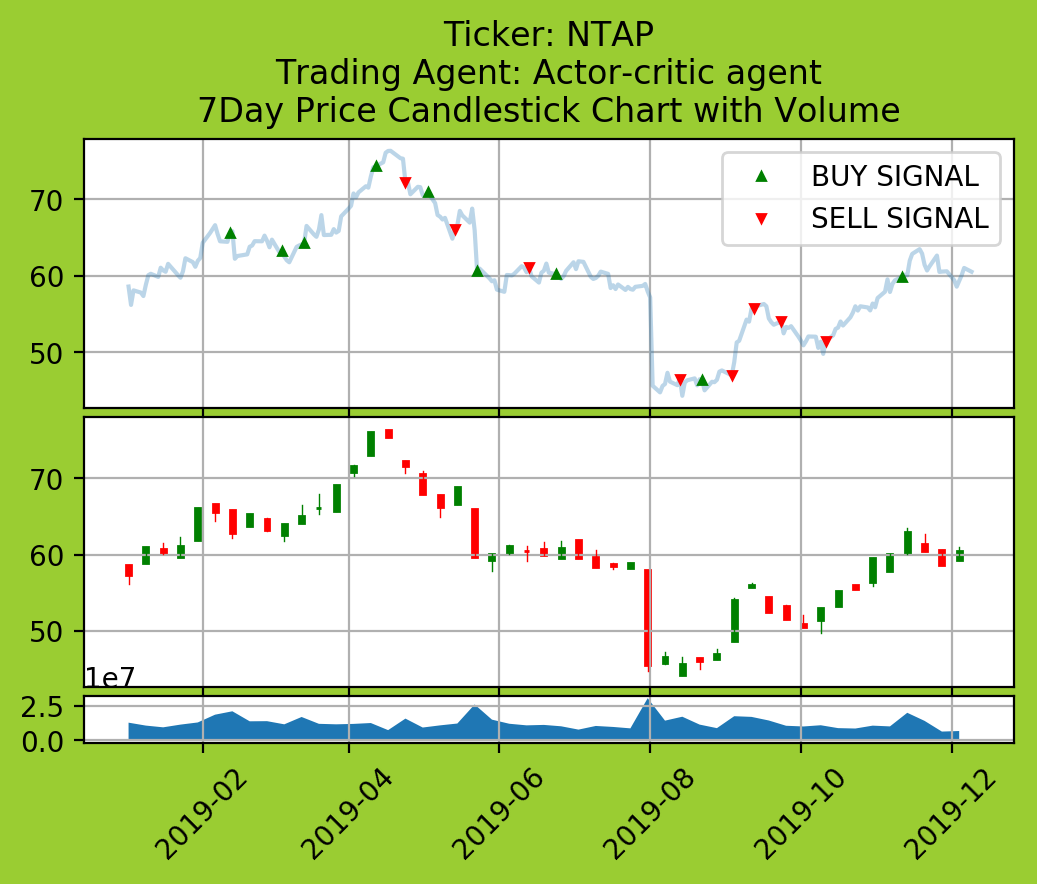 Ticker: NTAP
Trading Agent: Actor-critic agent
7Day Price Candlestick Chart with Volume
BUY SIGNAL
SELL SIGNAL
70
60
50
70
60
50
1e7
2.5
0.0
2019-02
2019-04
2019-06
2019-08
2019-10
2019-12